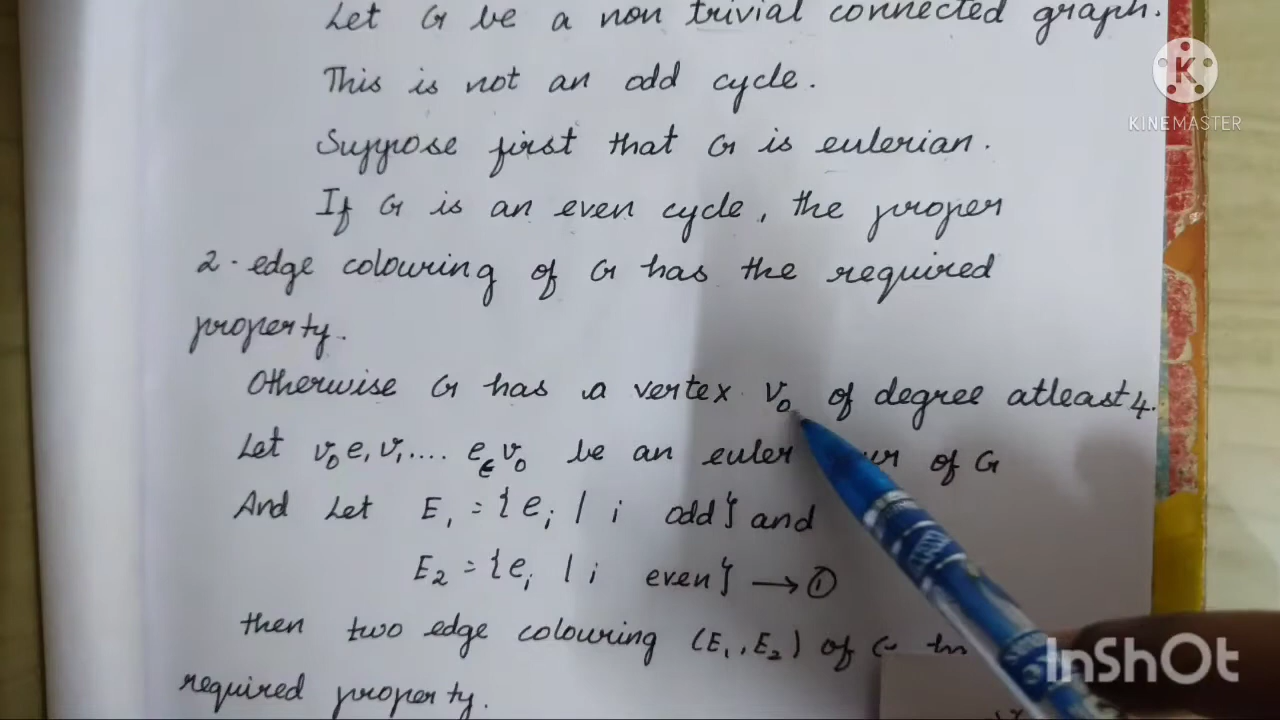 Let G be a non trivial connected graph.
This is not an odd cycle.
Suppose first that G is eulerian.
If G is an even cycle, the proper
2-edge colouring of G has the required
property.
Otherwise G has a vertex v₀ of degree atleast 4.
Let v₀e₁v₁.... e_ϵ v₀ be an euler of G
And Let E₁ = {eᵢ | i odd} and
E₂ = {eᵢ | i even} → ①
then two edge colouring (E₁, E₂) of G
required property.
K
KINEMASTER
InShOt